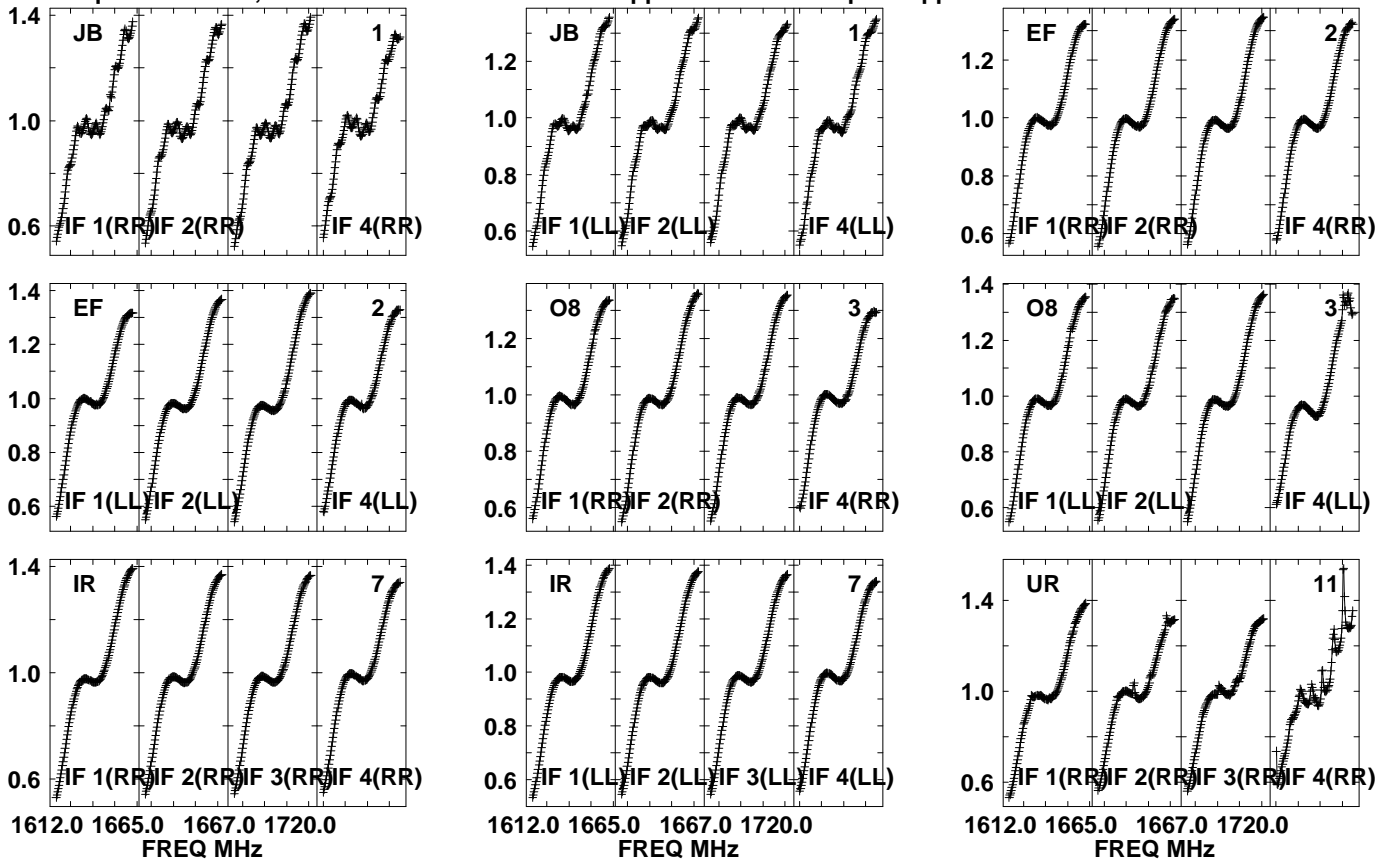 JB 1
1.4
1.0
0.6
IF 1(RR) IF 2(RR) IF 4(RR)
JB 1
1.2
1.0
0.8
0.6
IF 1(LL) IF 2(LL) IF 4(LL)
EF 2
1.2
1.0
0.8
0.6
IF 1(RR) IF 2(RR) IF 4(RR)
EF 2
1.4
1.2
1.0
0.8
0.6
IF 1(LL) IF 2(LL) IF 4(LL)
O8 3
1.2
1.0
0.8
0.6
IF 1(RR) IF 2(RR) IF 4(RR)
O8 3
1.4
1.2
1.0
0.8
0.6
IF 1(LL) IF 2(LL) IF 4(LL)
IR 7
1.4
1.0
0.6
IF 1(RR) IF 2(RR) IF 3(RR) IF 4(RR)
1612.0 1665.0 1667.0 1720.0
FREQ MHz
IR 7
1.4
1.2
1.0
0.8
0.6
IF 1(LL) IF 2(LL) IF 3(LL) IF 4(LL)
1612.0 1665.0 1667.0 1720.0
FREQ MHz
UR 11
1.4
1.0
0.6
IF 1(RR) IF 2(RR) IF 3(RR) IF 4(RR)
1612.0 1665.0 1667.0 1720.0
FREQ MHz